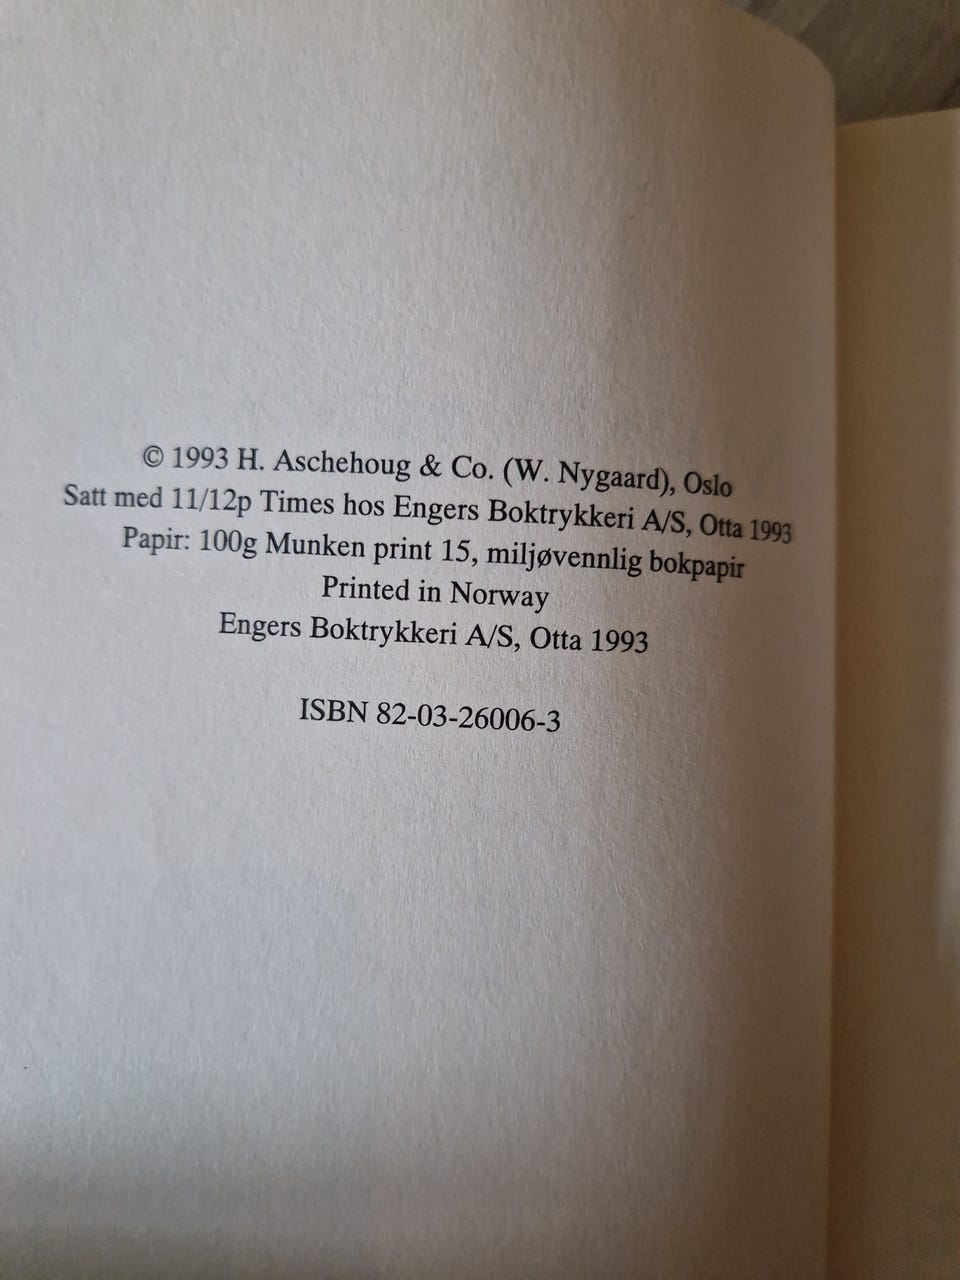 © 1993 H. Aschehoug & Co. (W. Nygaard), Oslo
Satt med 11/12p Times hos Engers Boktrykkeri A/S, Otta 1993
Papir: 100g Munken print 15, miljøvennlig bokpapir
Printed in Norway
Engers Boktrykkeri A/S, Otta 1993
ISBN 82-03-26006-3